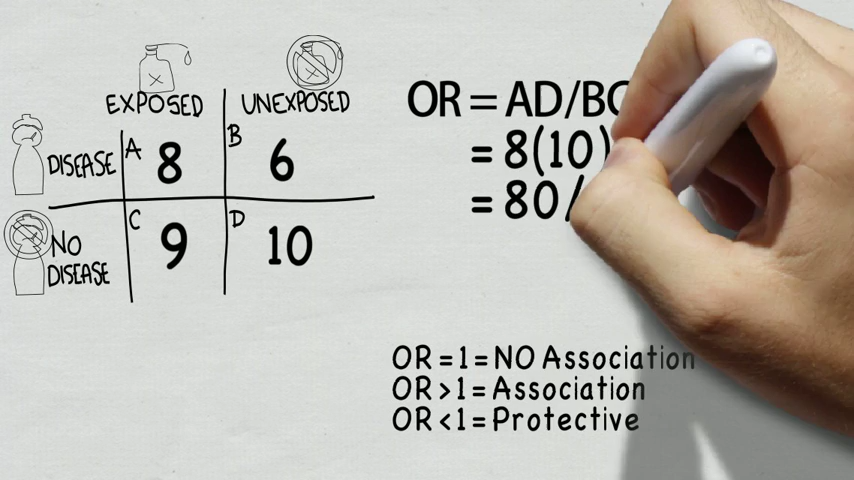 EXPOSED UNEXPOSED
DISEASE A 8 B 6
NO DISEASE C 9 D 10
OR = AD/BC
= 8(10)
= 80/
OR = 1 = NO Association
OR > 1 = Association
OR < 1 = Protective